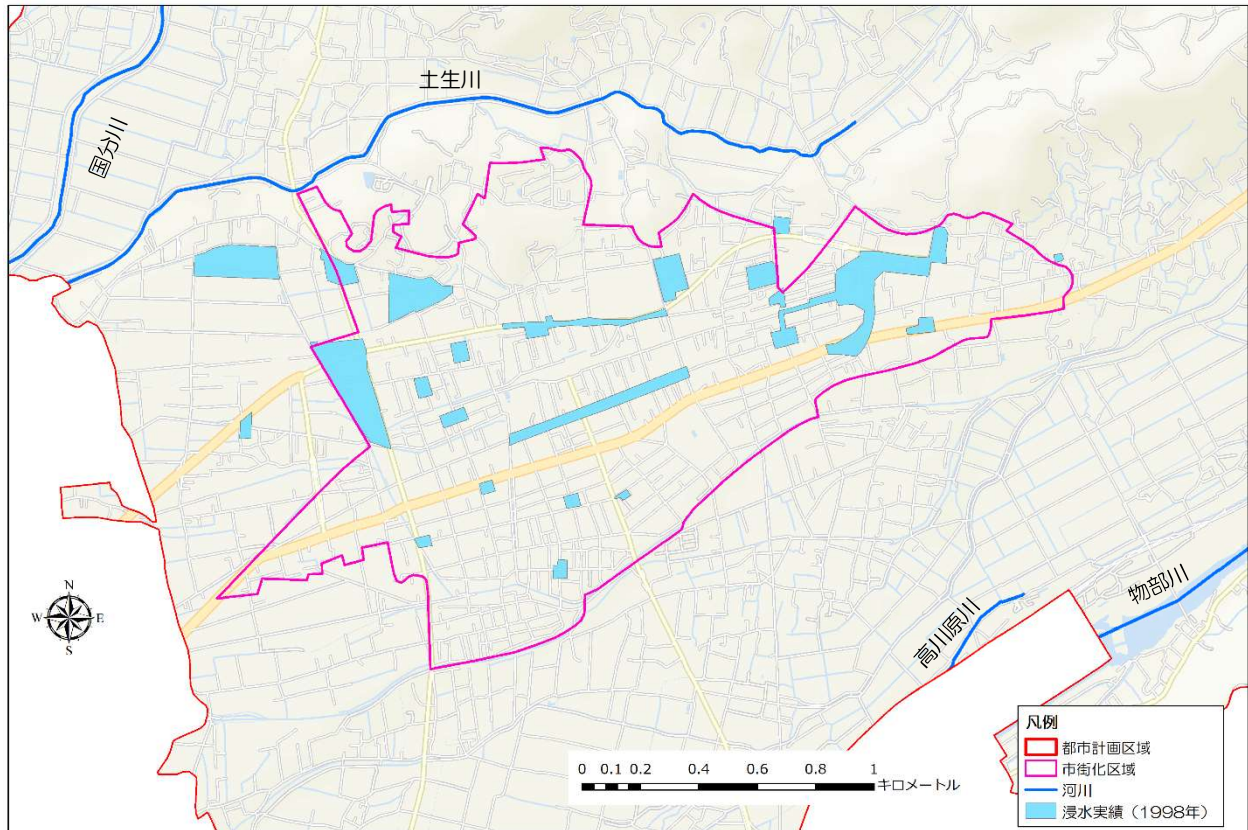 土生川
国分川
物部川
高川原川
N
W E
S
凡例
都市計画区域
市街化区域
河川
浸水実績（1998年）
0 0.1 0.2 0.4 0.6 0.8 1
キロメートル